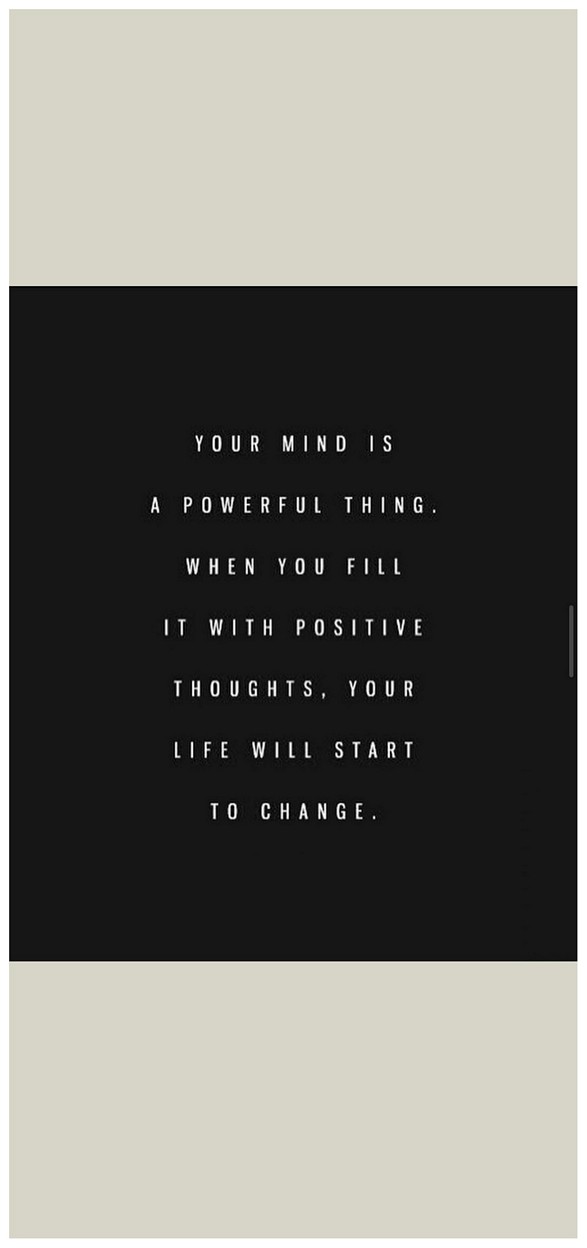 YOUR MIND IS
A POWERFUL THING.
WHEN YOU FILL
IT WITH POSITIVE
THOUGHTS, YOUR
LIFE WILL START
TO CHANGE.